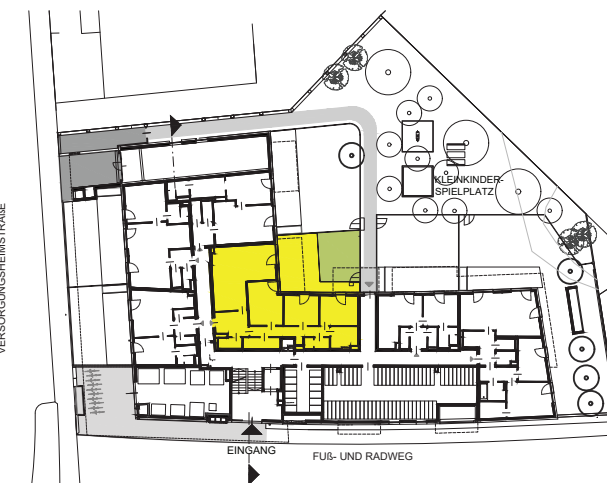 KLEINKINDER-
SPIELPLATZ
VERSORGUNGSHEIMSTRAßE
EINGANG
FUß- UND RADWEG